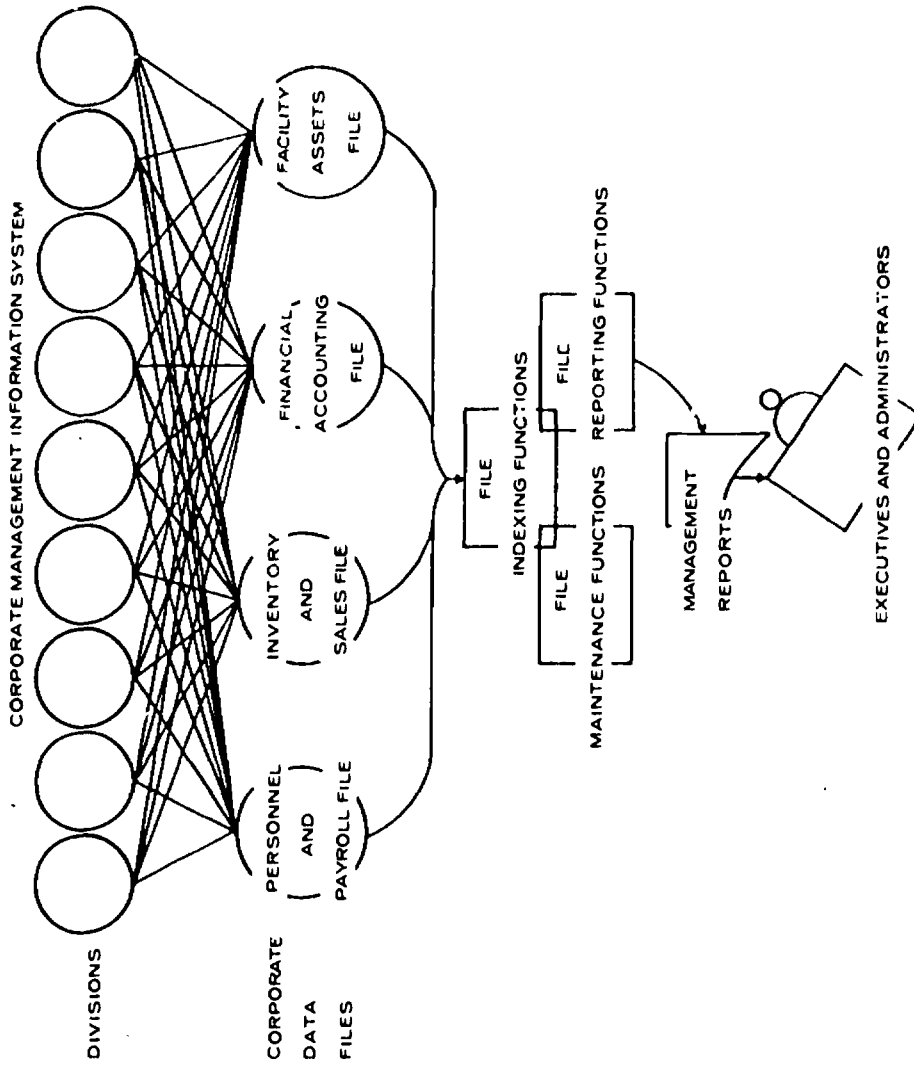 CORPORATE MANAGEMENT INFORMATION SYSTEM
DIVISIONS
CORPORATE
DATA
FILES
PERSONNEL
AND
PAYROLL FILE
INVENTORY
AND
SALES FILE
FINANCIAL
ACCOUNTING
FILE
FACILITY
ASSETS
FILE
FILE
INDEXING FUNCTIONS
FILE
MAINTENANCE FUNCTIONS
FILE
REPORTING FUNCTIONS
MANAGEMENT
REPORTS
EXECUTIVES AND ADMINISTRATORS